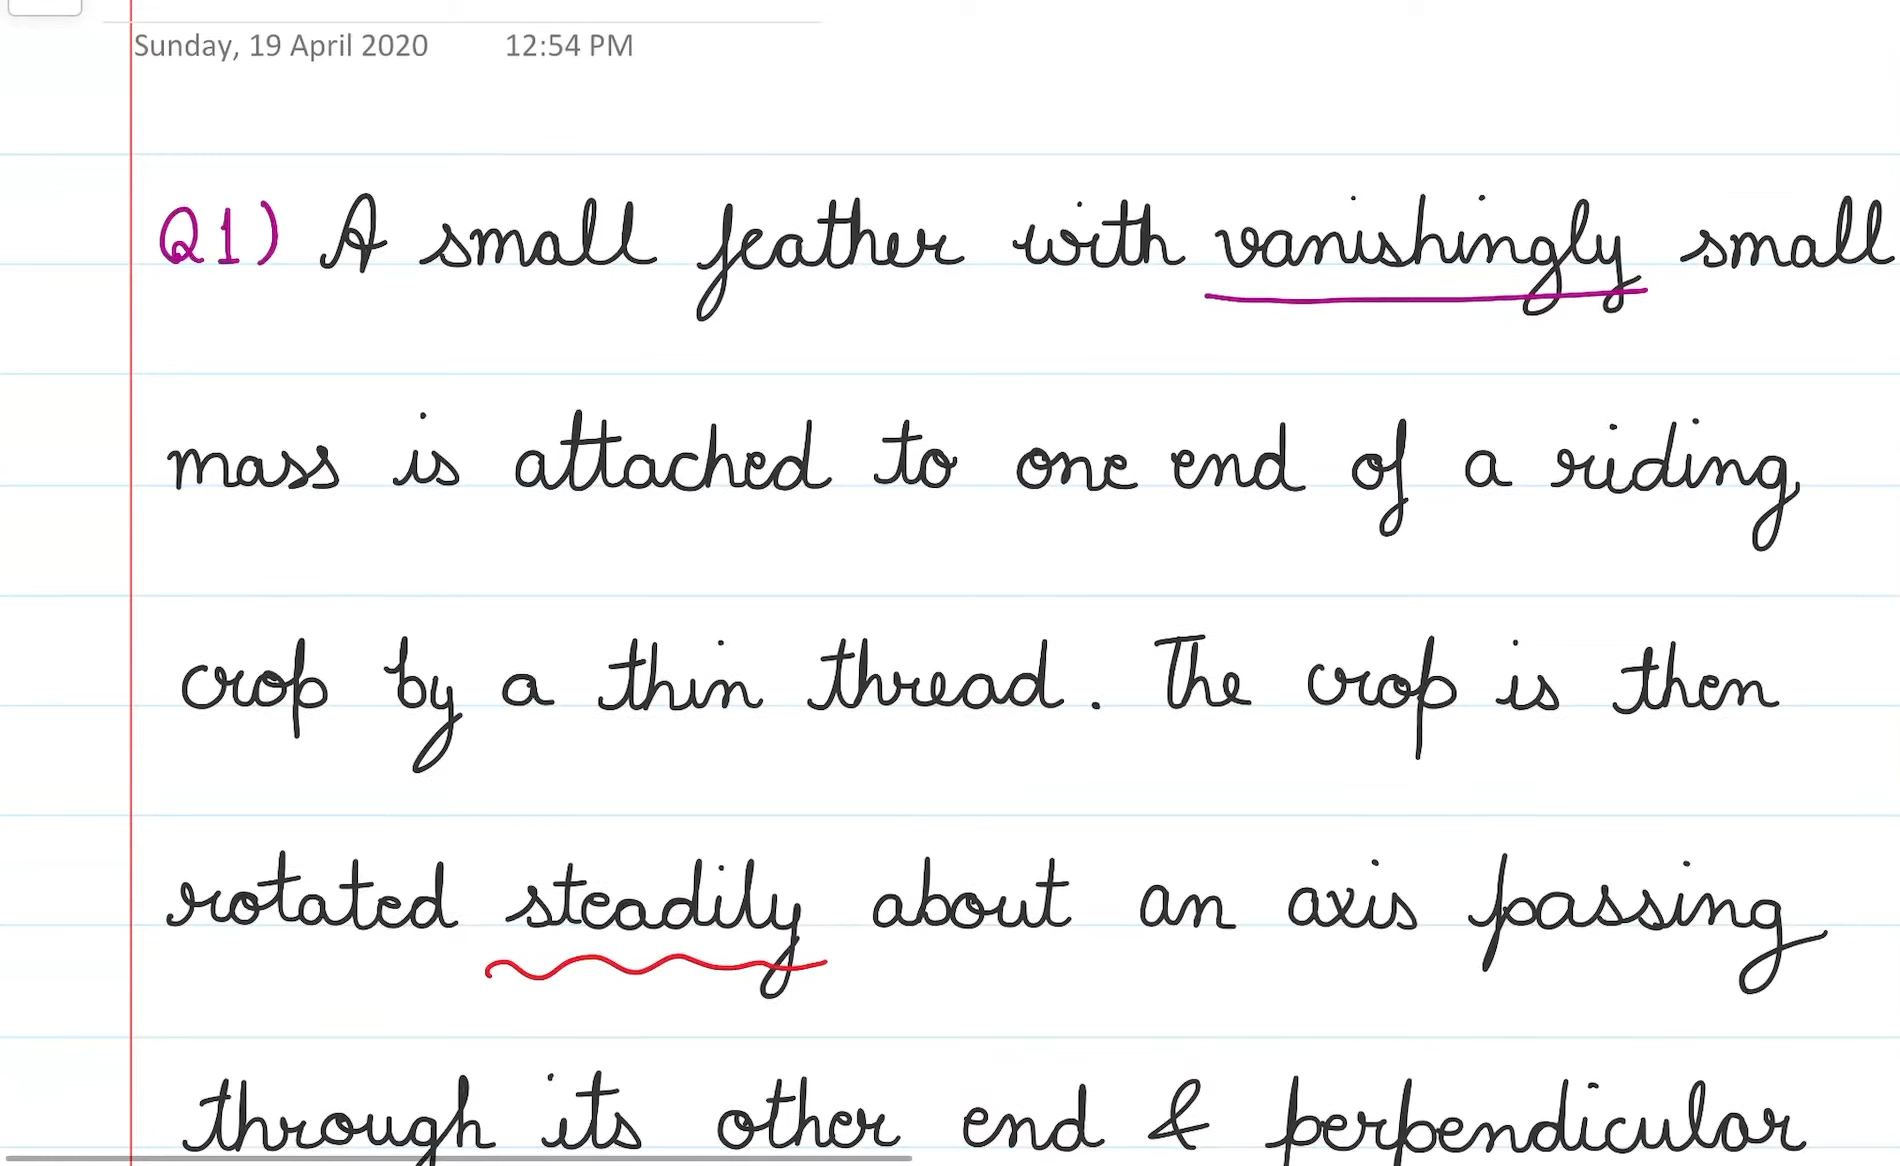 Sunday, 19 April 2020 12:54 PM
Q1) A small feather with vanishingly small
mass is attached to one end of a riding
crop by a thin thread. The crop is then
rotated steadily about an axis passing
through its other end & perpendicular